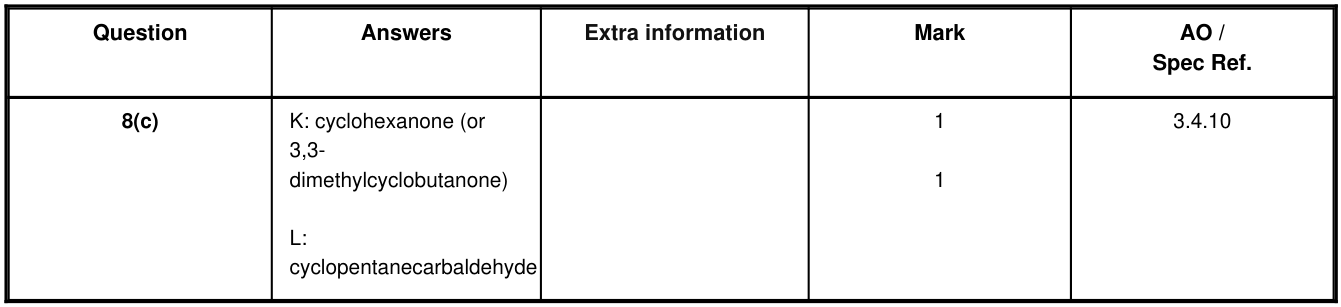 Question
Answers
Extra information
Mark
AO /
Spec Ref.
8(c)
K: cyclohexanone (or
3,3-
dimethylcyclobutanone)
L:
cyclopentanecarbaldehyde
1
1
3.4.10